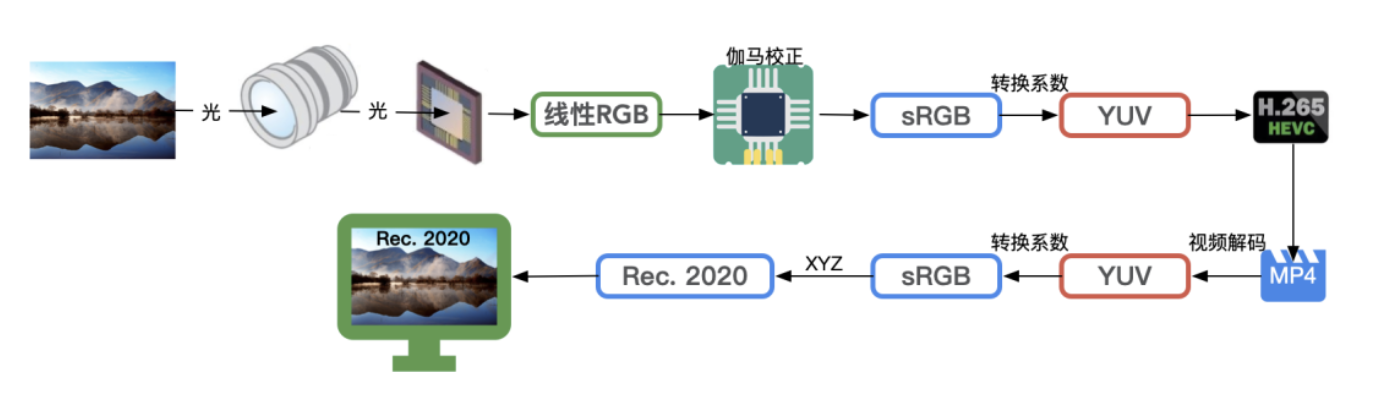 光
光
线性RGB
伽马校正
sRGB
转换系数
YUV
H.265
HEVC
MP4
视频解码
YUV
转换系数
sRGB
XYZ
Rec. 2020
Rec. 2020